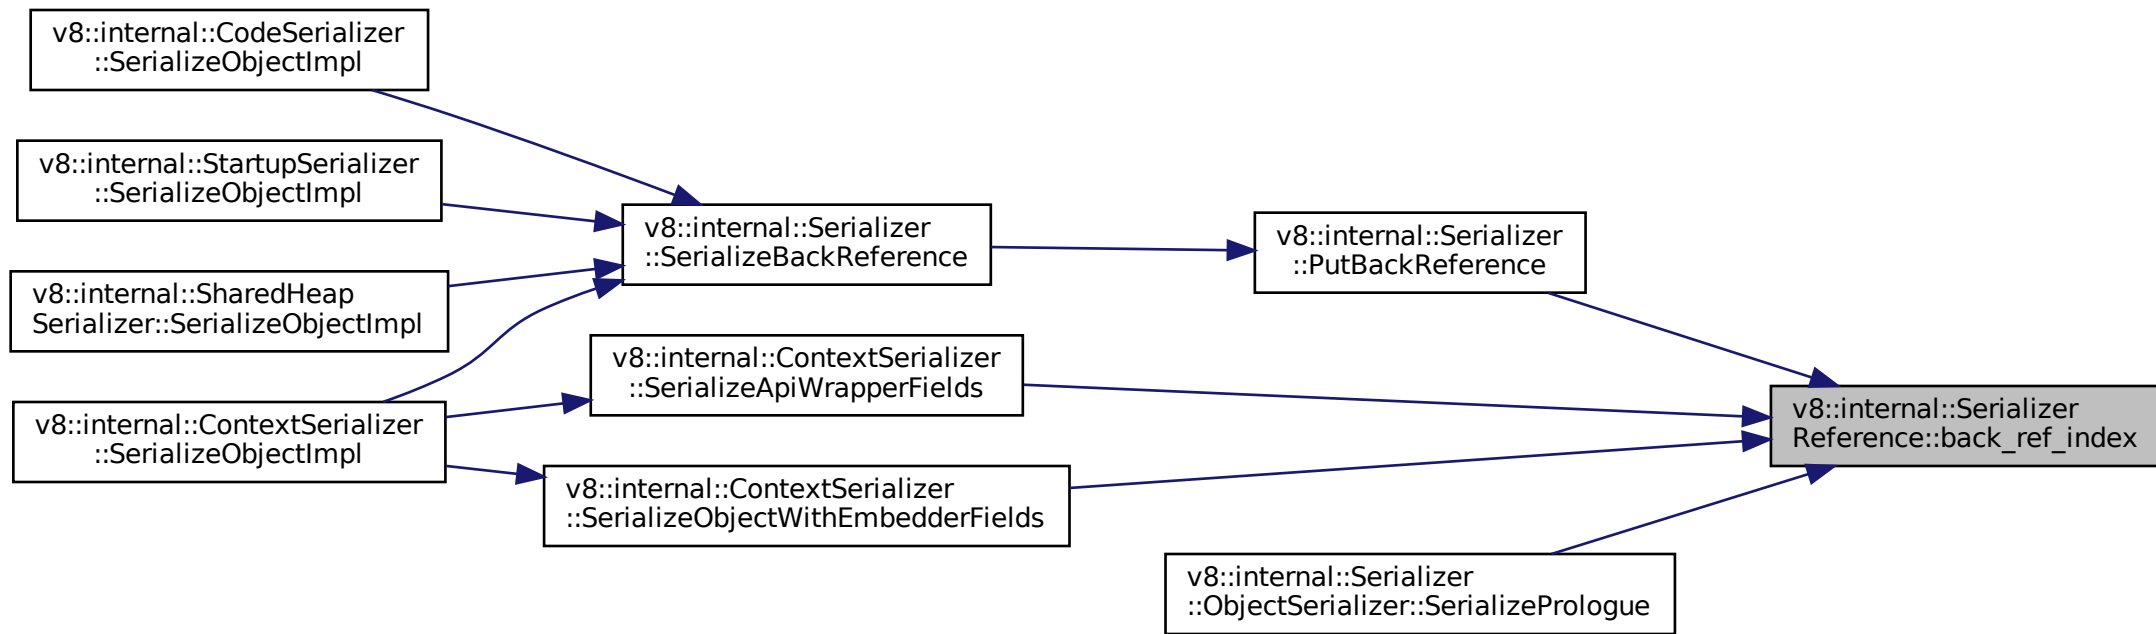 v8::internal::CodeSerializer
::SerializeObjectImpl
v8::internal::StartupSerializer
::SerializeObjectImpl
v8::internal::SharedHeap
Serializer::SerializeObjectImpl
v8::internal::ContextSerializer
::SerializeObjectImpl
v8::internal::Serializer
::SerializeBackReference
v8::internal::ContextSerializer
::SerializeApiWrapperFields
v8::internal::ContextSerializer
::SerializeObjectWithEmbedderFields
v8::internal::Serializer
::PutBackReference
v8::internal::Serializer
::ObjectSerializer::SerializePrologue
v8::internal::Serializer
Reference::back_ref_index